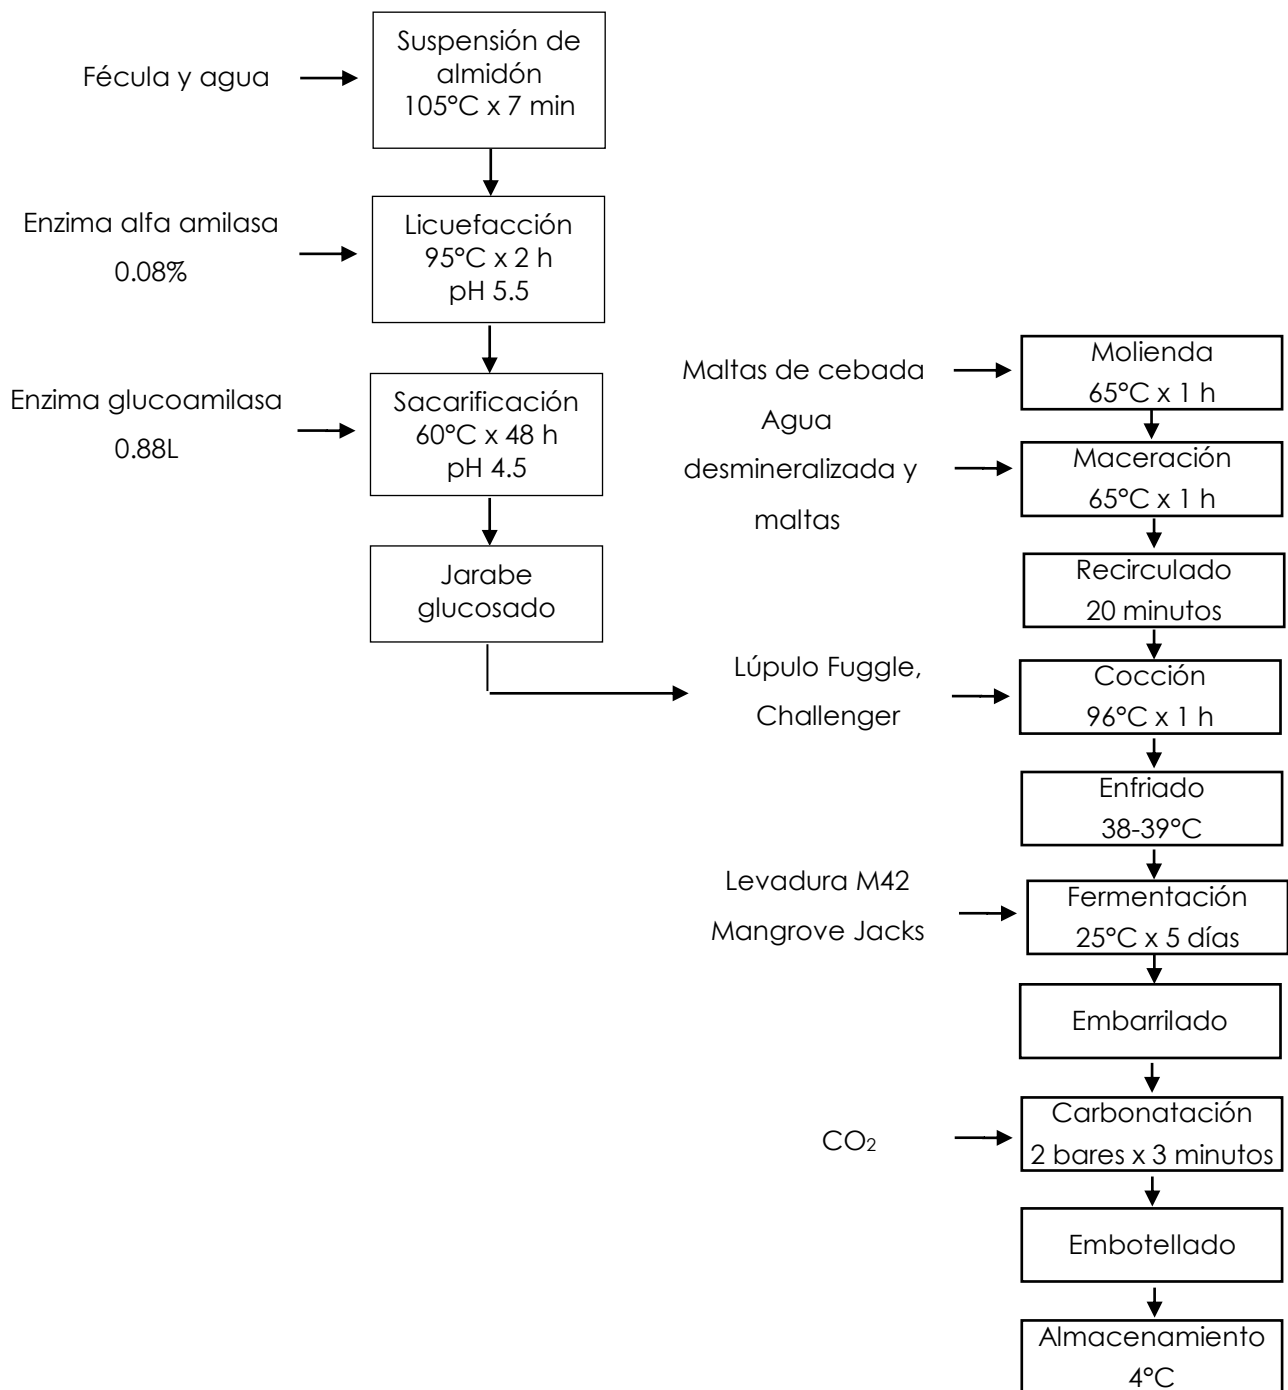 Fécula y agua
Suspensión de
almidón
105°C x 7 min
Enzima alfa amilasa
0.08%
Licuefacción
95°C x 2 h
pH 5.5
Enzima glucoamilasa
0.88L
Sacarificación
60°C x 48 h
pH 4.5
Jarabe
glucosado
Maltas de cebada
Molienda
65°C x 1 h
Agua
desmineralizada y
maltas
Maceración
65°C x 1 h
Recirculado
20 minutos
Lúpulo Fuggle,
Challenger
Cocción
96°C x 1 h
Enfriado
38-39°C
Levadura M42
Mangrove Jacks
Fermentación
25°C x 5 días
Embarrilado
CO₂
Carbonatación
2 bares x 3 minutos
Embotellado
Almacenamiento
4°C